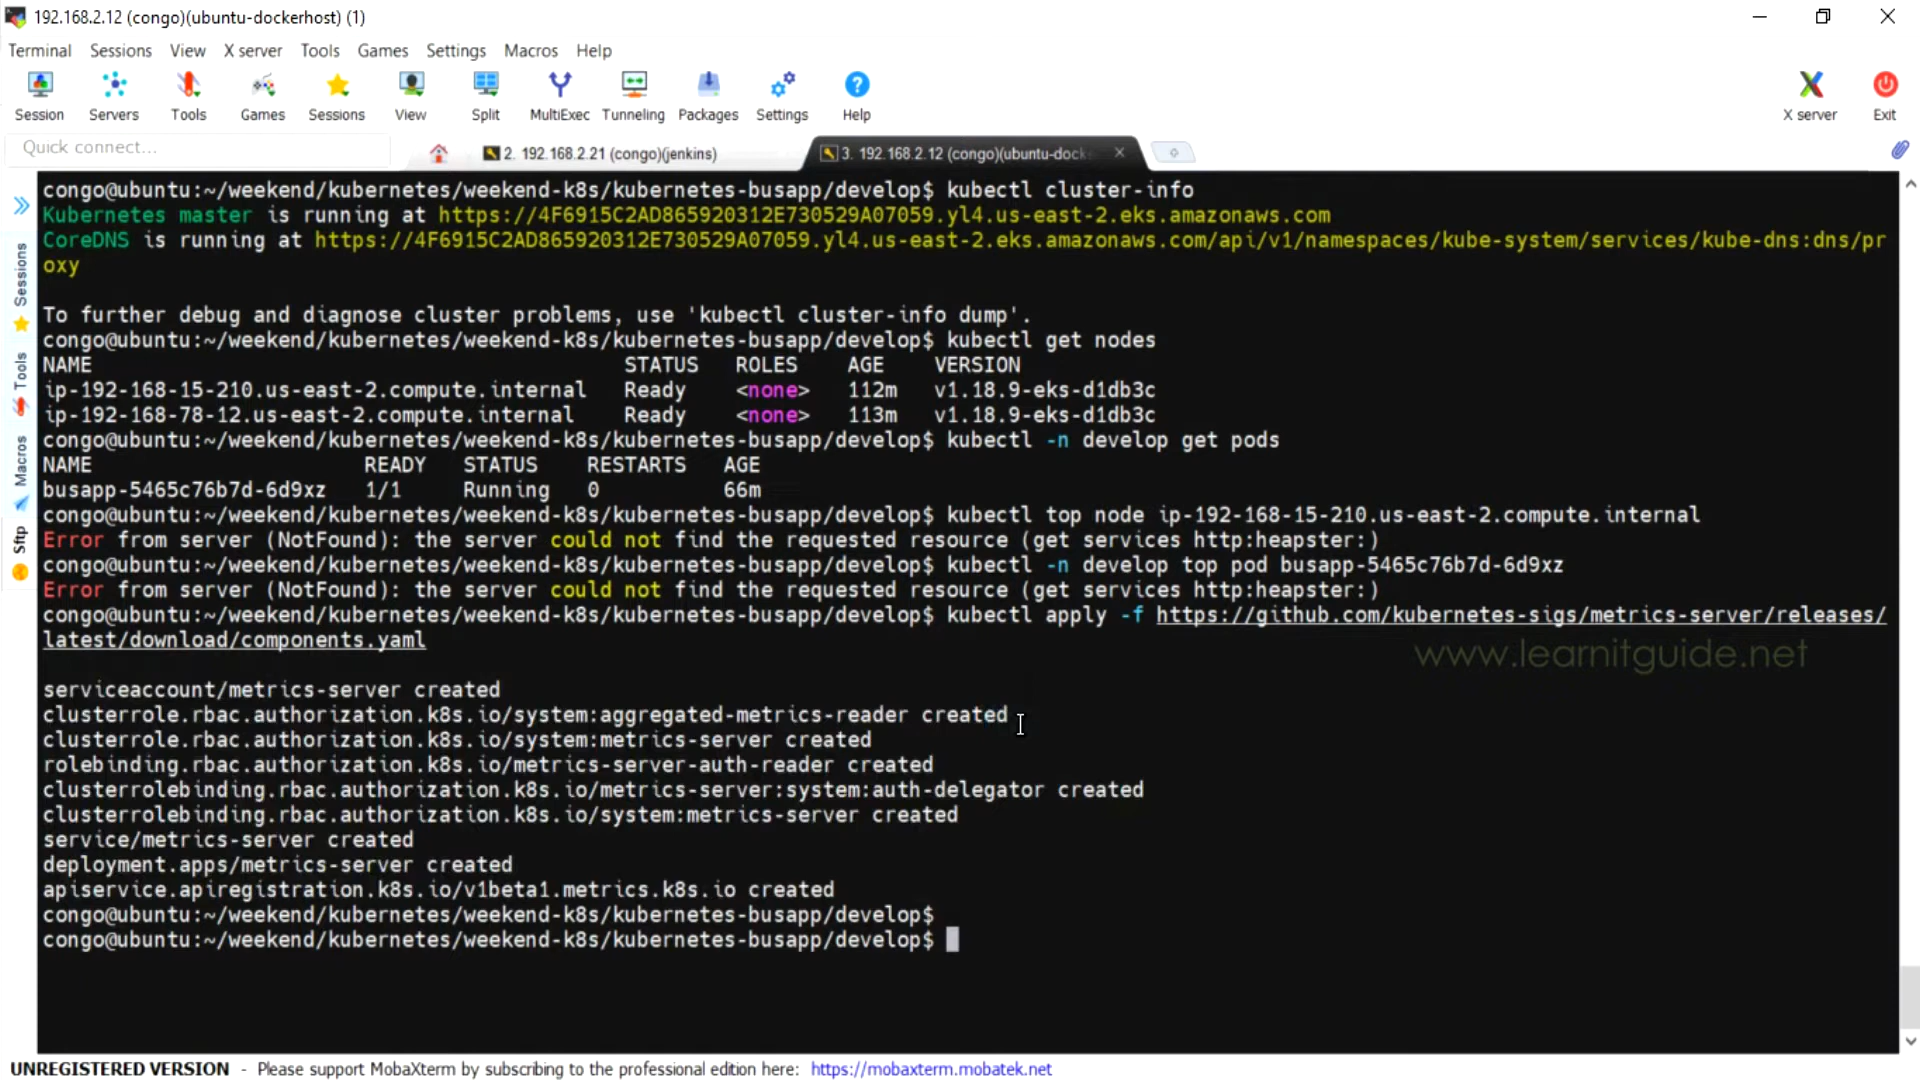 192.168.2.12 (congo)(ubuntu-dockerhost) (1)
Terminal Sessions View X server Tools Games Settings Macros Help
Session Servers Tools Games Sessions View Split MultiExec Tunneling Packages Settings Help X server Exit
Quick connect...
2. 192.168.2.21 (congo)(jenkins)
3. 192.168.2.12 (congo)(ubuntu-dock
Sessions
Tools
Macros
Sftp
congo@ubuntu:~/weekend/kubernetes/weekend-k8s/kubernetes-busapp/develop$ kubectl cluster-info
Kubernetes master is running at https://4F6915C2AD865920312E730529A07059.yl4.us-east-2.eks.amazonaws.com
CoreDNS is running at https://4F6915C2AD865920312E730529A07059.yl4.us-east-2.eks.amazonaws.com/api/v1/namespaces/kube-system/services/kube-dns:dns/pr
oxy
To further debug and diagnose cluster problems, use 'kubectl cluster-info dump'.
congo@ubuntu:~/weekend/kubernetes/weekend-k8s/kubernetes-busapp/develop$ kubectl get nodes
NAME STATUS ROLES AGE VERSION
ip-192-168-15-210.us-east-2.compute.internal Ready <none> 112m v1.18.9-eks-d1db3c
ip-192-168-78-12.us-east-2.compute.internal Ready <none> 113m v1.18.9-eks-d1db3c
congo@ubuntu:~/weekend/kubernetes/weekend-k8s/kubernetes-busapp/develop$ kubectl -n develop get pods
NAME READY STATUS RESTARTS AGE
busapp-5465c76b7d-6d9xz 1/1 Running 0 66m
congo@ubuntu:~/weekend/kubernetes/weekend-k8s/kubernetes-busapp/develop$ kubectl top node ip-192-168-15-210.us-east-2.compute.internal
Error from server (NotFound): the server could not find the requested resource (get services http:heapster:)
congo@ubuntu:~/weekend/kubernetes/weekend-k8s/kubernetes-busapp/develop$ kubectl -n develop top pod busapp-5465c76b7d-6d9xz
Error from server (NotFound): the server could not find the requested resource (get services http:heapster:)
congo@ubuntu:~/weekend/kubernetes/weekend-k8s/kubernetes-busapp/develop$ kubectl apply -f https://github.com/kubernetes-sigs/metrics-server/releases/
latest/download/components.yaml
www.learnitguide.net
serviceaccount/metrics-server created
clusterrole.rbac.authorization.k8s.io/system:aggregated-metrics-reader created
clusterrole.rbac.authorization.k8s.io/system:metrics-server created
rolebinding.rbac.authorization.k8s.io/metrics-server-auth-reader created
clusterrolebinding.rbac.authorization.k8s.io/metrics-server:system:auth-delegator created
clusterrolebinding.rbac.authorization.k8s.io/system:metrics-server created
service/metrics-server created
deployment.apps/metrics-server created
apiservice.apiregistration.k8s.io/v1beta1.metrics.k8s.io created
congo@ubuntu:~/weekend/kubernetes/weekend-k8s/kubernetes-busapp/develop$
congo@ubuntu:~/weekend/kubernetes/weekend-k8s/kubernetes-busapp/develop$
UNREGISTERED VERSION - Please support MobaXterm by subscribing to the professional edition here: https://mobaxterm.mobatek.net